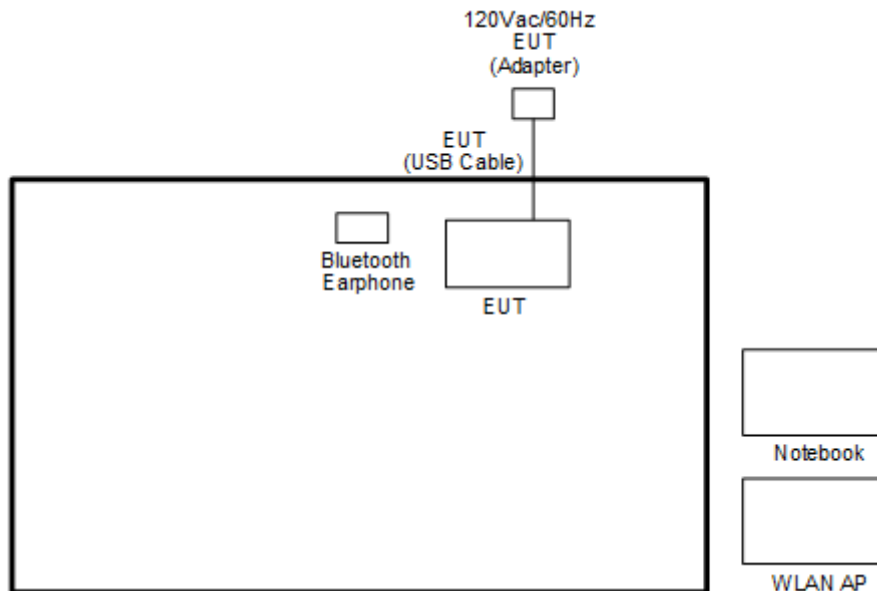 120Vac/60Hz
EUT
(Adapter)
EUT
(USB Cable)
Bluetooth
Earphone
EUT
Notebook
WLAN AP